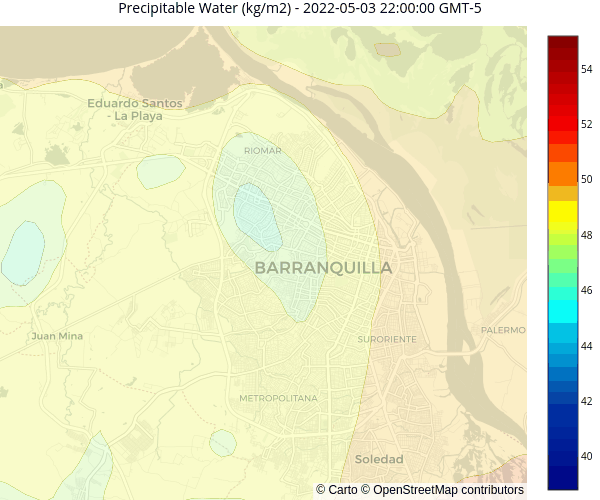 Precipitable Water (kg/m2) - 2022-05-03 22:00:00 GMT-5
54
52
50
48
46
44
42
40
Eduardo Santos
- La Playa
RIOMAR
BARRANQUILLA
Juan Mina
SURORIENTE
PALERMO
METROPOLITANA
Soledad
© Carto © OpenStreetMap contributors